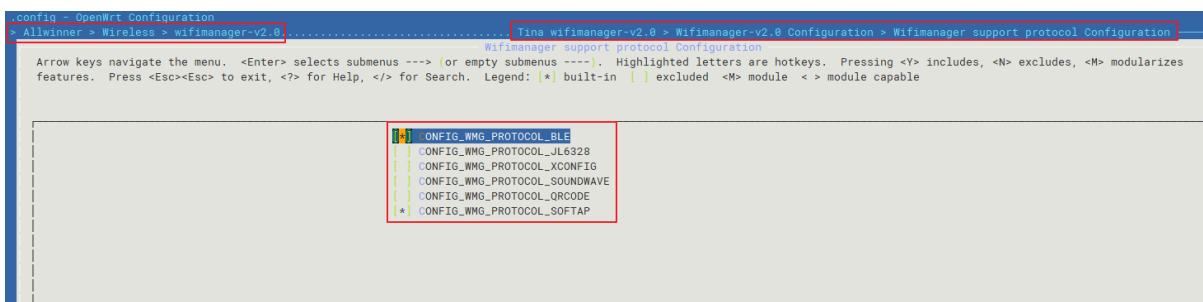 .config - OpenWrt Configuration
> Allwinner > Wireless > wifimanager-v2.0........................................ Tina wifimanager-v2.0 > Wifimanager-v2.0 Configuration > Wifimanager support protocol Configuration
Wifimanager support protocol Configuration
Arrow keys navigate the menu. <Enter> selects submenus ---> (or empty submenus ----). Highlighted letters are hotkeys. Pressing <Y> includes, <N> excludes, <M> modularizes
features. Press <Esc><Esc> to exit, <?> for Help, </> for Search. Legend: [*] built-in [ ] excluded <M> module < > module capable
[*] CONFIG_WMG_PROTOCOL_BLE
[ ] CONFIG_WMG_PROTOCOL_JL6328
[ ] CONFIG_WMG_PROTOCOL_XCONFIG
[ ] CONFIG_WMG_PROTOCOL_SOUNDWAVE
[ ] CONFIG_WMG_PROTOCOL_QRCODE
[*] CONFIG_WMG_PROTOCOL_SOFTAP